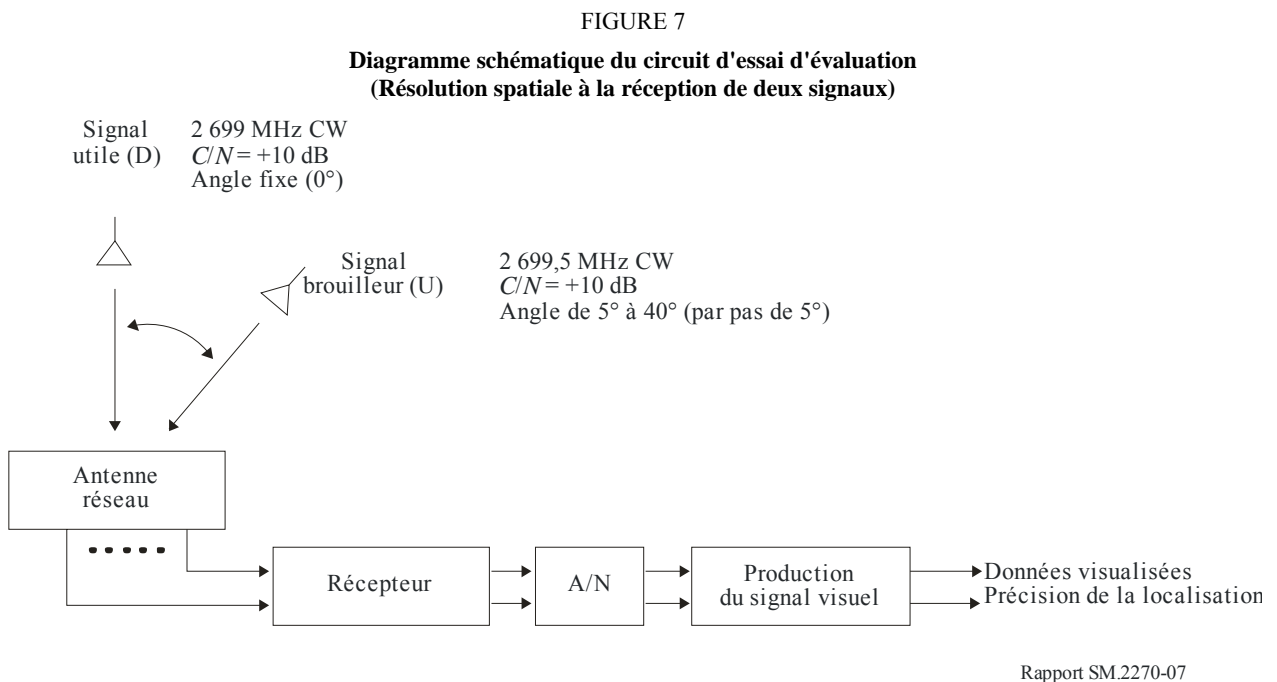 FIGURE 7
Diagramme schématique du circuit d'essai d'évaluation
(Résolution spatiale à la réception de deux signaux)
Signal
utile (D)
2 699 MHz CW
C/N = +10 dB
Angle fixe (0°)
Signal
brouilleur (U)
2 699,5 MHz CW
C/N = +10 dB
Angle de 5° à 40° (par pas de 5°)
Antenne
réseau
Récepteur
A/N
Production
du signal visuel
Données visualisées
Précision de la localisation
Rapport SM.2270-07